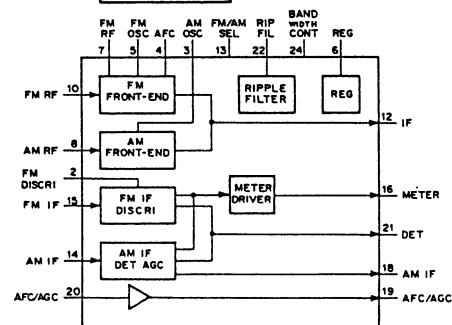 FM RF
FM OSC
AFC
AM OSC
FM/AM SEL
RIP FIL
BAND WIDTH CONT
REG
7
5
4
3
13
22
24
6
FM RF 10
FM FRONT-END
RIPPLE FILTER
REG
12 IF
AM RF 8
AM FRONT-END
FM DISCRI 2
FM IF 15
FM IF DISCRI
METER DRIVER
16 METER
21 DET
AM IF 14
AM IF DET AGC
18 AM IF
AFC/AGC 20
19 AFC/AGC